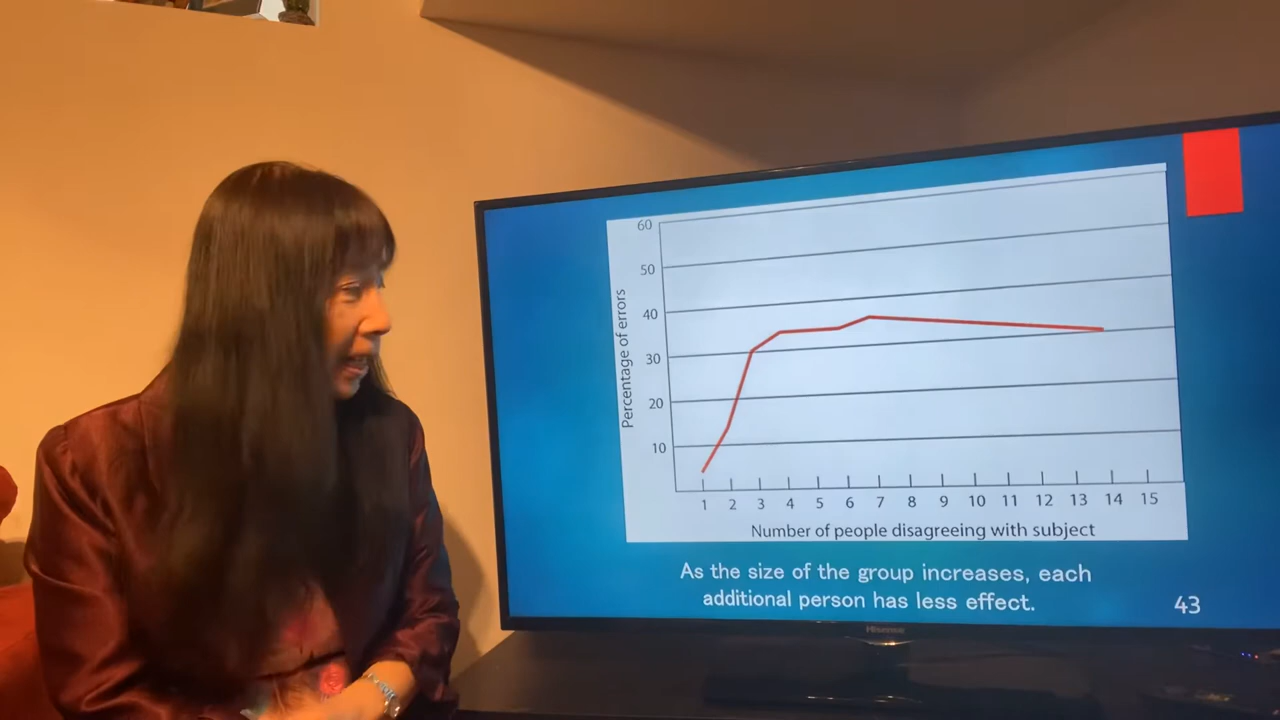 60
50
40
30
20
10
Percentage of errors
1 2 3 4 5 6 7 8 9 10 11 12 13 14 15
Number of people disagreeing with subject
As the size of the group increases, each
additional person has less effect.
43
Hisense